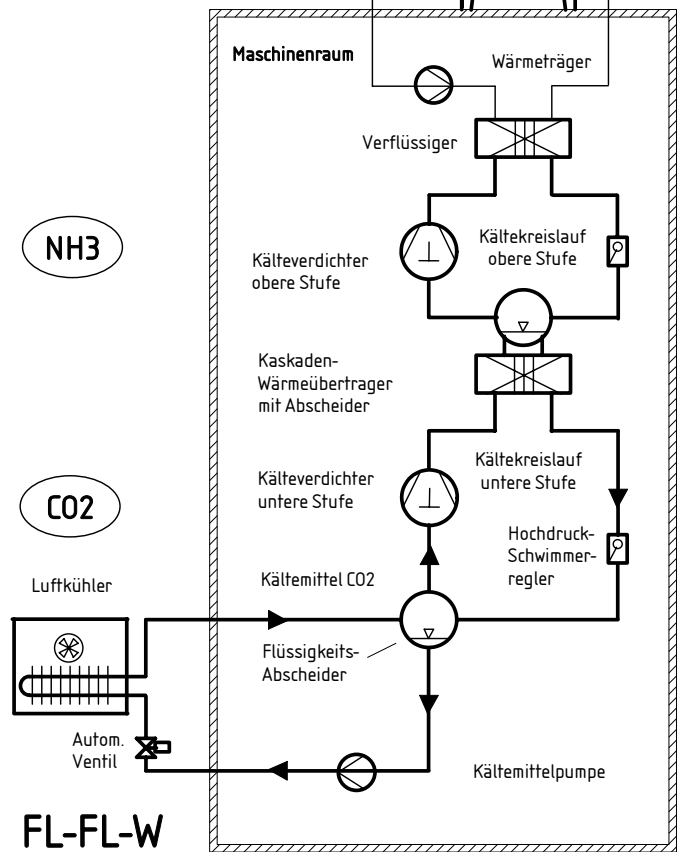 Maschinenraum
Wärmeträger
Verflüssiger
NH3
Kälteverdichter
obere Stufe
Kältekreislauf
obere Stufe
Kaskaden-
Wärmeübertrager
mit Abscheider
CO2
Kälteverdichter
untere Stufe
Kältekreislauf
untere Stufe
Hochdruck-
Schwimmer-
regler
Luftkühler
Kältemittel CO2
Flüssigkeits-
Abscheider
Autom.
Ventil
Kältemittelpumpe
FL-FL-W